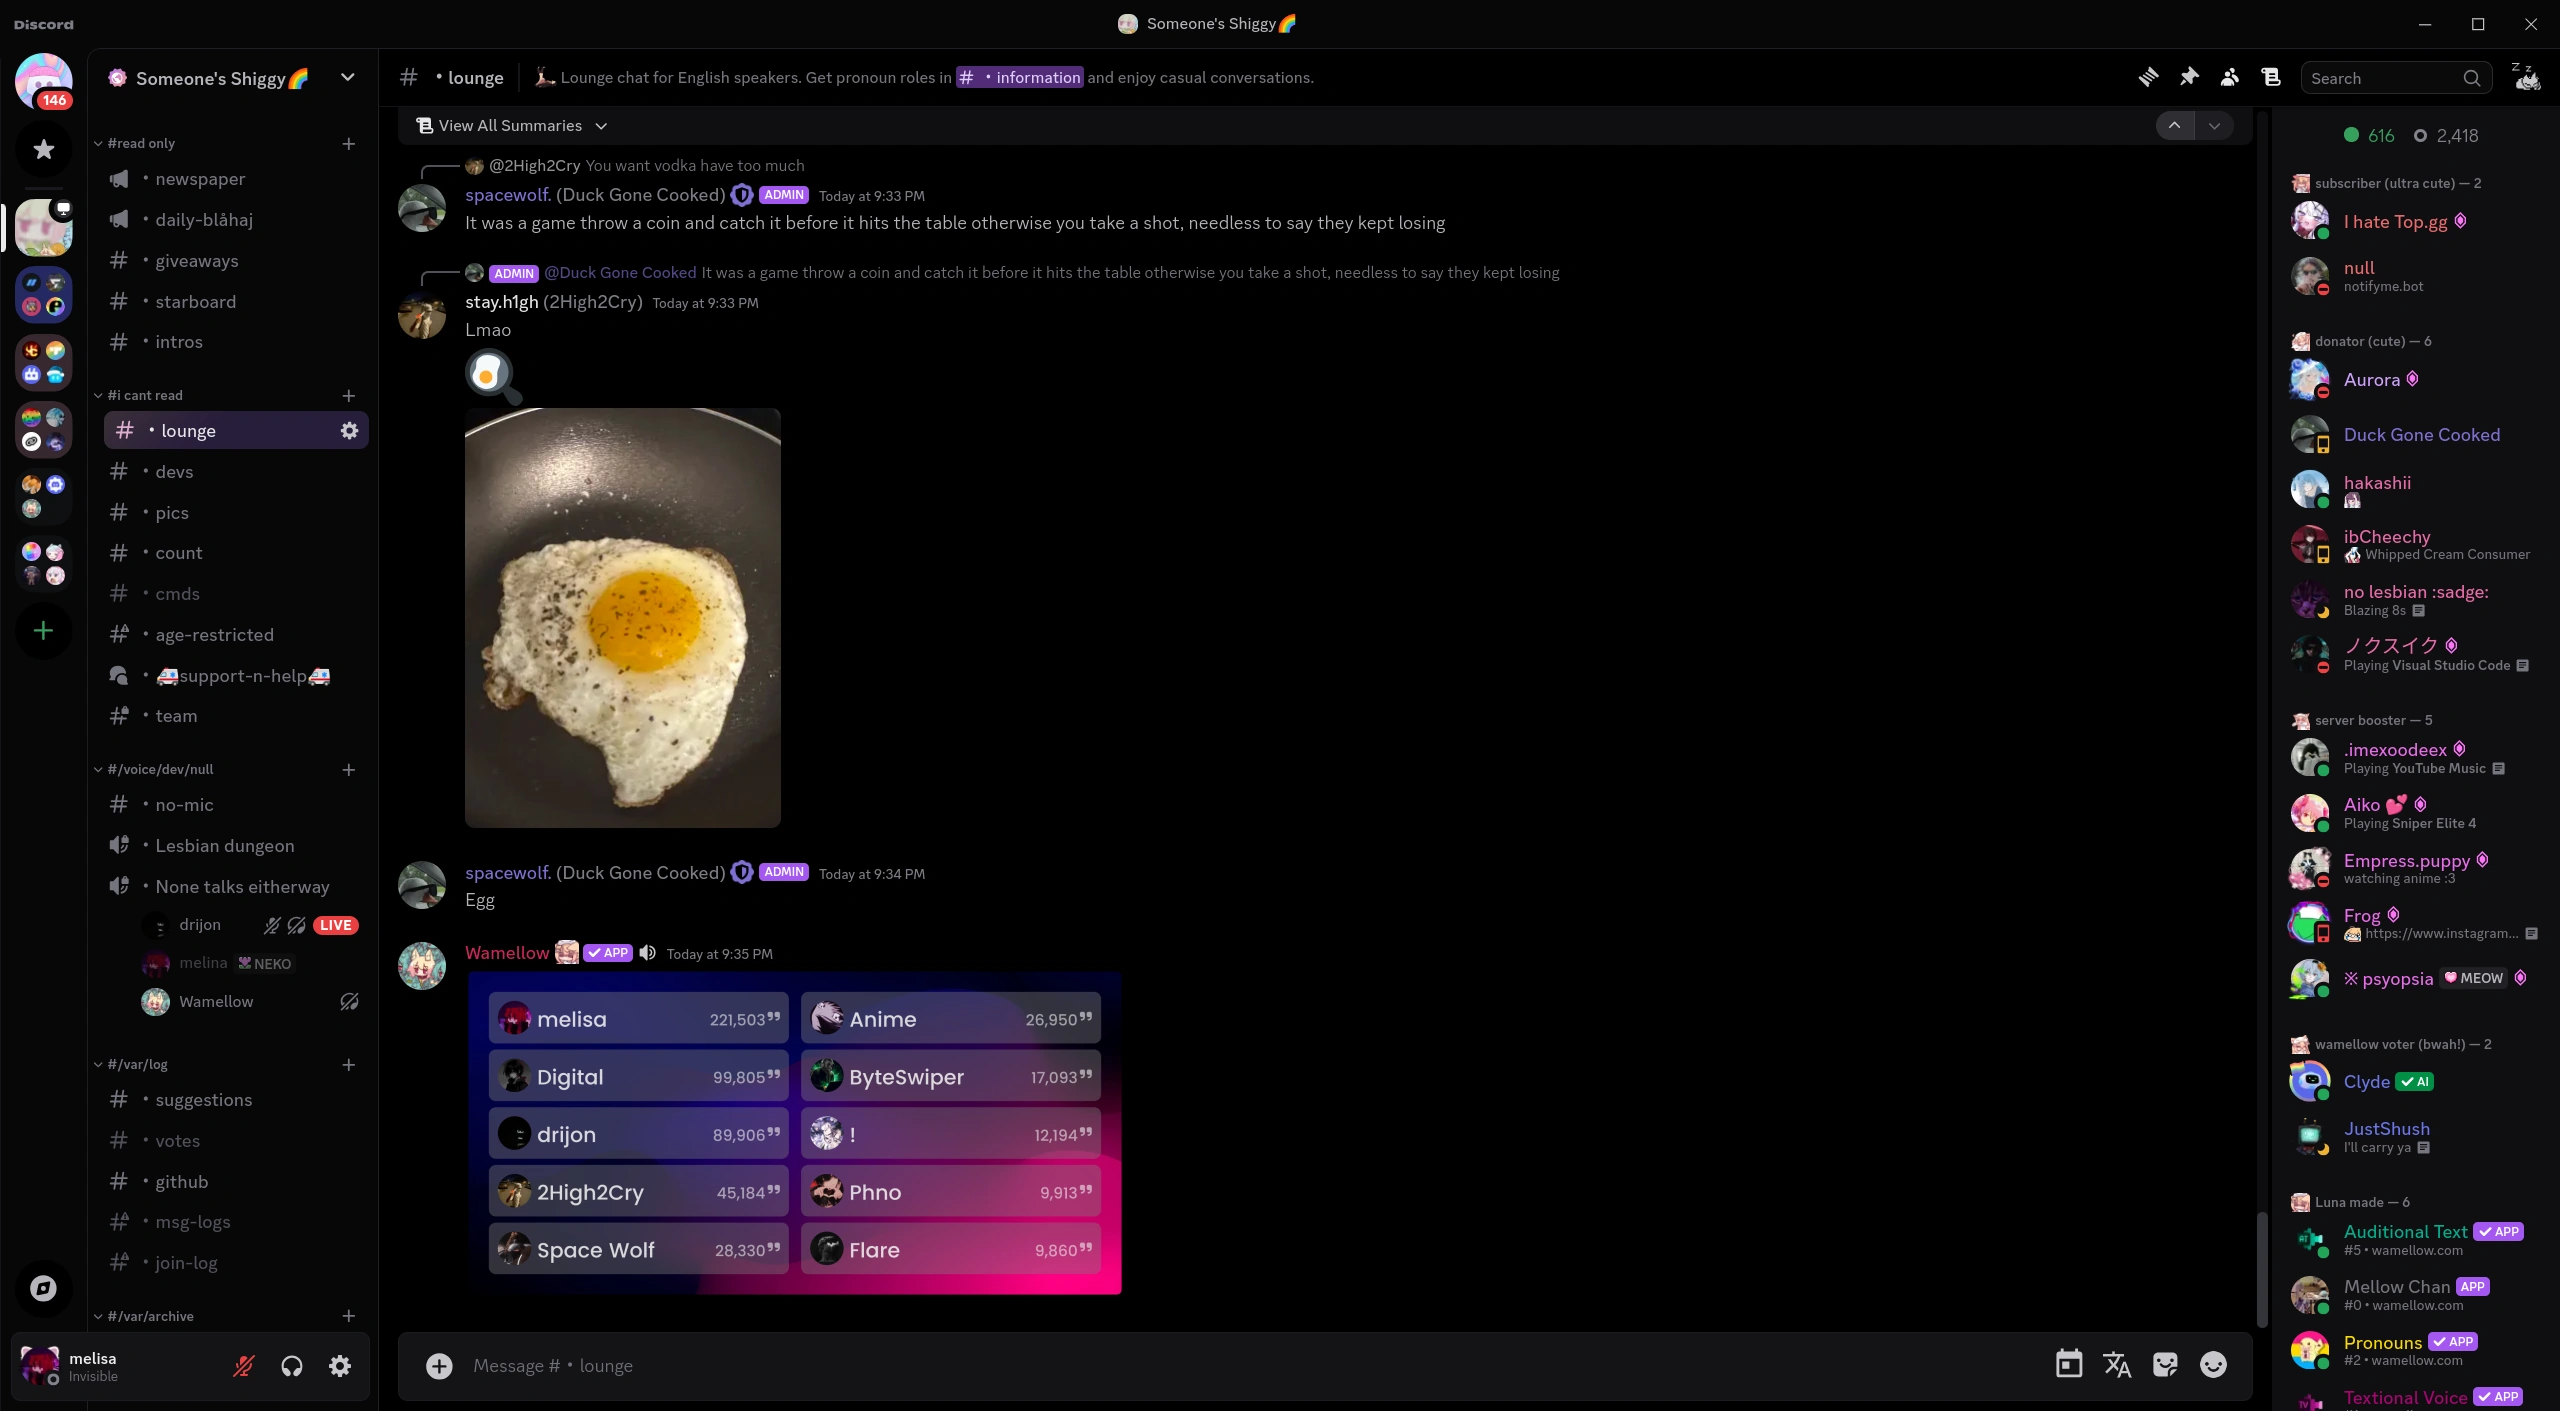 Discord
Someone's Shiggy🌈
146
Someone's Shiggy🌈
#read only
• newspaper
• daily-blåhaj
# • giveaways
# • starboard
# • intros
#i cant read
# • lounge
# • devs
# • pics
# • count
# • cmds
# • age-restricted
• 🚑support-n-help🚑
# • team
#/voice/dev/null
# • no-mic
• Lesbian dungeon
• None talks eitherway
drijon LIVE
melina NEKO
Wamellow
#/var/log
# • suggestions
# • votes
# • github
# • msg-logs
# • join-log
#/var/archive
melisa
Invisible
# • lounge
Lounge chat for English speakers. Get pronoun roles in # • information and enjoy casual conversations.
Search
View All Summaries
@2High2Cry You want vodka have too much
spacewolf. (Duck Gone Cooked) ADMIN Today at 9:33 PM
It was a game throw a coin and catch it before it hits the table otherwise you take a shot, needless to say they kept losing
ADMIN @Duck Gone Cooked It was a game throw a coin and catch it before it hits the table otherwise you take a shot, needless to say they kept losing
stay.h1gh (2High2Cry) Today at 9:33 PM
Lmao
spacewolf. (Duck Gone Cooked) ADMIN Today at 9:34 PM
Egg
Wamellow ✓ APP Today at 9:35 PM
melisa 221,503
Anime 26,950
Digital 99,805
ByteSwiper 17,093
drijon 89,906
! 12,194
2High2Cry 45,184
Phno 9,913
Space Wolf 28,330
Flare 9,860
Message # • lounge
616 2,418
subscriber (ultra cute) — 2
I hate Top.gg
null
notifyme.bot
donator (cute) — 6
Aurora
Duck Gone Cooked
hakashii
ibCheechy
Whipped Cream Consumer
no lesbian :sadge:
Blazing 8s
ノクスイク
Playing Visual Studio Code
server booster — 5
.imexoodeex
Playing YouTube Music
Aiko 💕
Playing Sniper Elite 4
Empress.puppy
watching anime :3
Frog
https://www.instagram...
※ psyopsia MEOW
wamellow voter (bwah!) — 2
Clyde ✓ AI
JustShush
I'll carry ya
Luna made — 6
Auditional Text ✓ APP
#5 • wamellow.com
Mellow Chan APP
#0 • wamellow.com
Pronouns ✓ APP
#2 • wamellow.com
Textional Voice ✓ APP